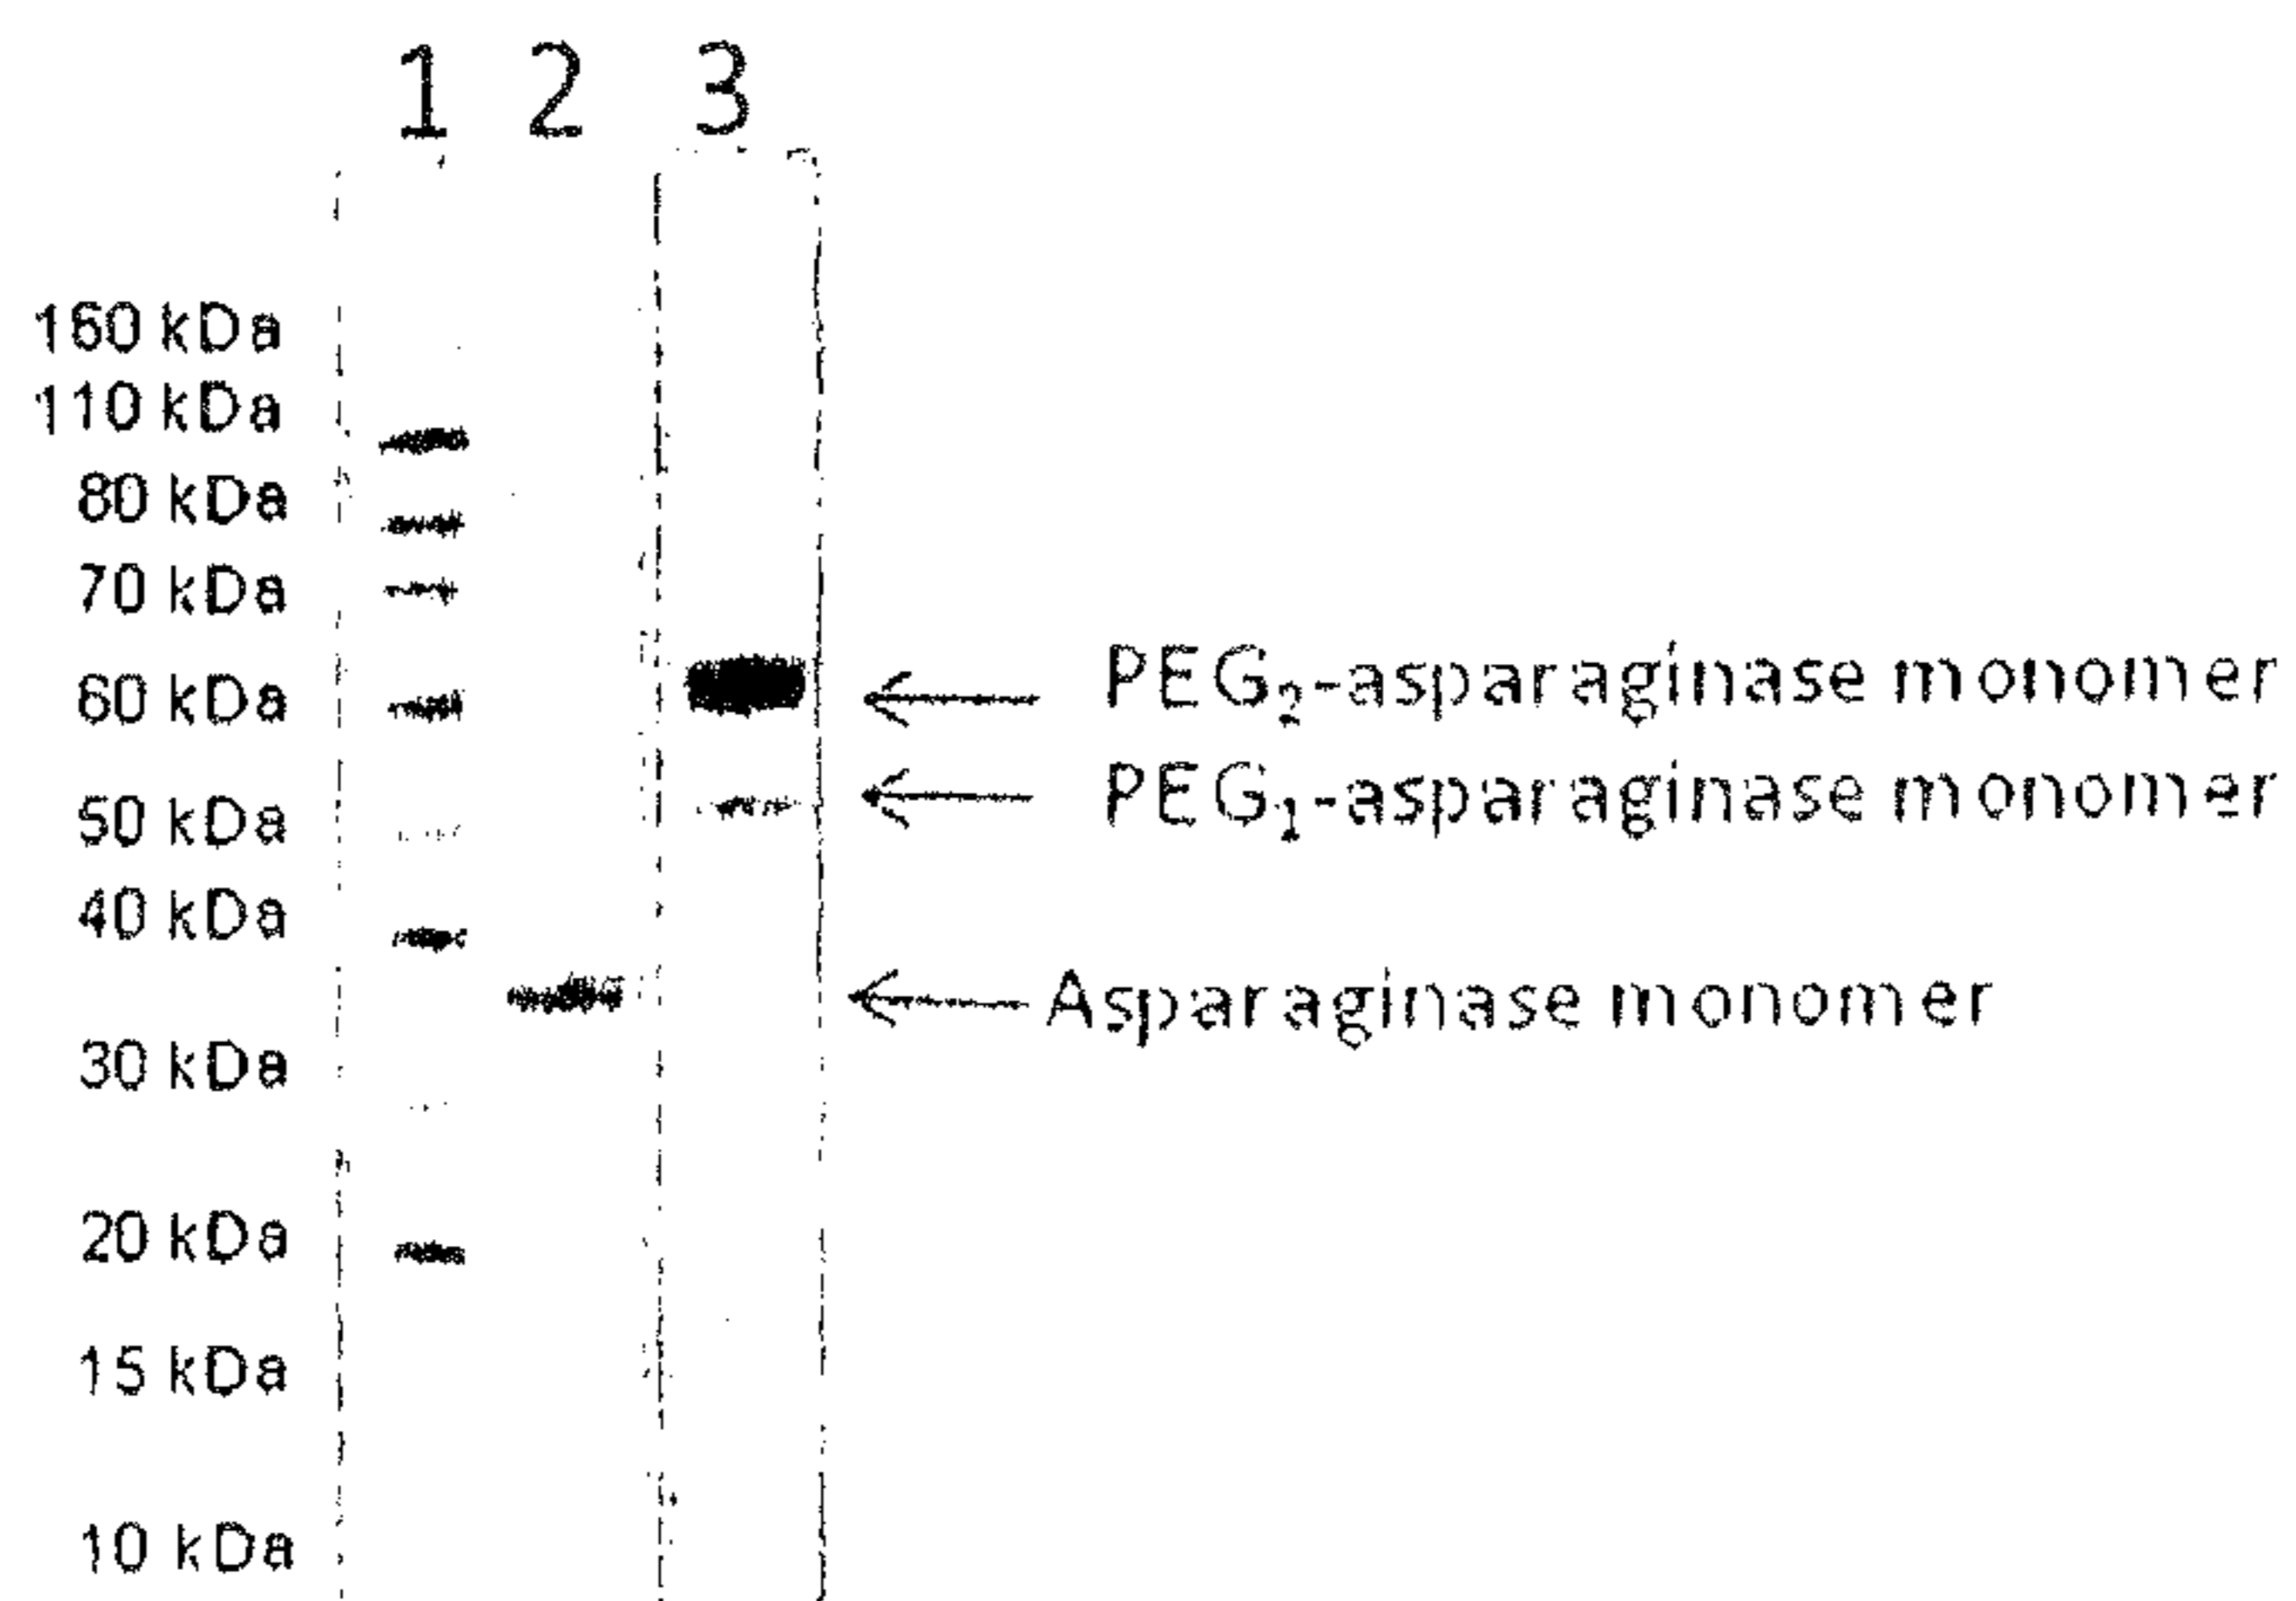 1 2 3
160 kDa
110 kDa
80 kDa
70 kDa
60 kDa
PEG₂-asparaginase monomer
50 kDa
PEG₁-asparaginase monomer
40 kDa
Asparaginase monomer
30 kDa
20 kDa
15 kDa
10 kDa